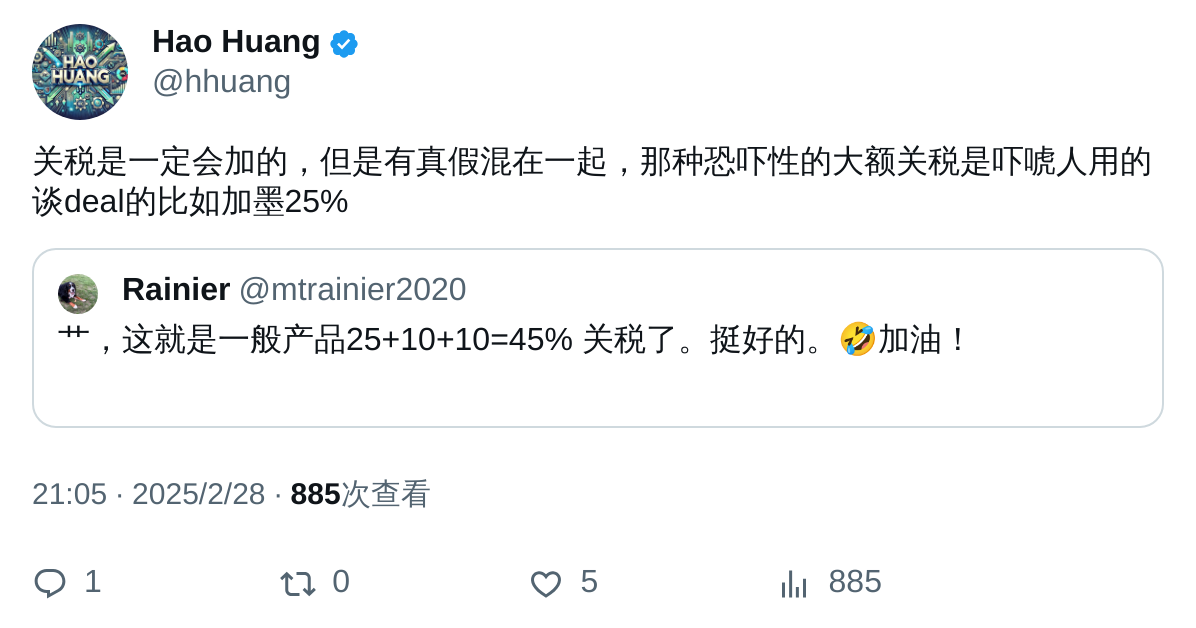 HAO
HUANG
Hao Huang
@hhuang
关税是一定会加的，但是有真假混在一起，那种恐吓性的大额关税是吓唬人用的
谈deal的比如加墨25%
Rainier @mtrainier2020
艹，这就是一般产品25+10+10=45% 关税了。挺好的。🤣加油！
21:05 · 2025/2/28 · 885次查看
1 0 5 885